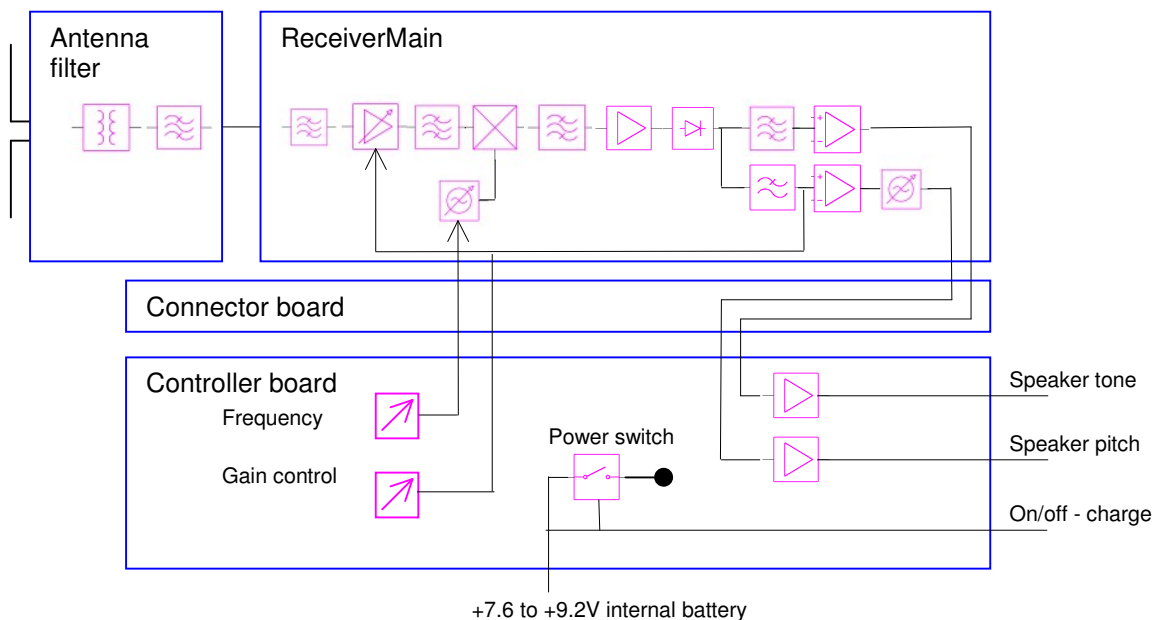 Antenna
filter
ReceiverMain
Connector board
Controller board
Frequency
Gain control
Power switch
Speaker tone
Speaker pitch
On/off - charge
+7.6 to +9.2V internal battery